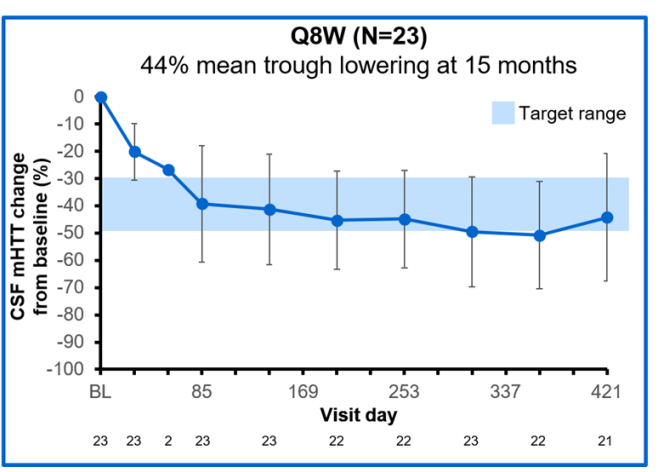 Q8W (N=23)
44% mean trough lowering at 15 months
Target range
CSF mHTT change
from baseline (%)
0
-10
-20
-30
-40
-50
-60
-70
-80
-90
-100
BL 85 169 253 337 421
Visit day
23 23 2 23 23 22 22 23 22 21